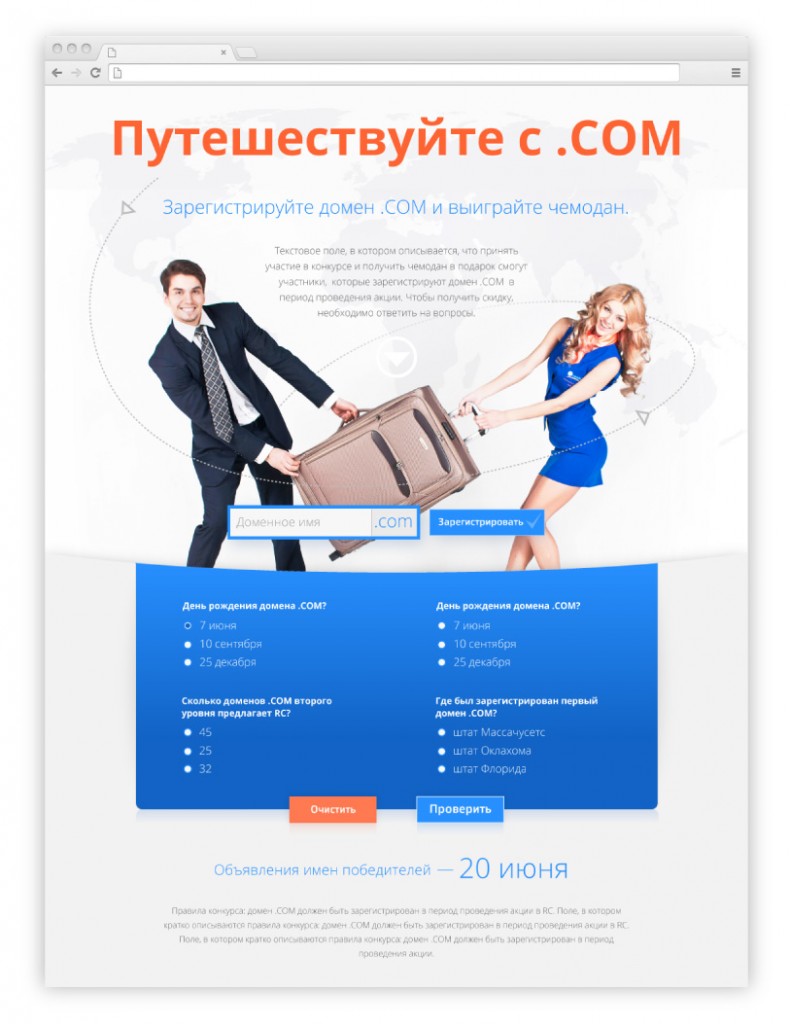 Путешествуйте с .COM
Зарегистрируйте домен .COM и выиграйте чемодан.
Текстовое поле, в котором описывается, что принять
участие в конкурсе и получить чемодан в подарок смогут
участники, которые зарегистрируют домен .COM в
период проведения акции. Чтобы получить скидку,
необходимо ответить на вопросы.
Доменное имя .com Зарегистрировать
День рождения домена .COM?
7 июня
10 сентября
25 декабря
День рождения домена .COM?
7 июня
10 сентября
25 декабря
Сколько доменов .COM второго
уровня предлагает RC?
45
25
32
Где был зарегистрирован первый
домен .COM?
штат Массачусетс
штат Оклахома
штат Флорида
Очистить Проверить
Объявления имен победителей — 20 июня
Правила конкурса: домен .COM должен быть зарегистрирован в период проведения акции в RC. Поле, в котором
кратко описываются правила конкурса: домен .COM должен быть зарегистрирован в период проведения акции в RC.
Поле, в котором кратко описываются правила конкурса: домен .COM должен быть зарегистрирован в период
проведения акции.